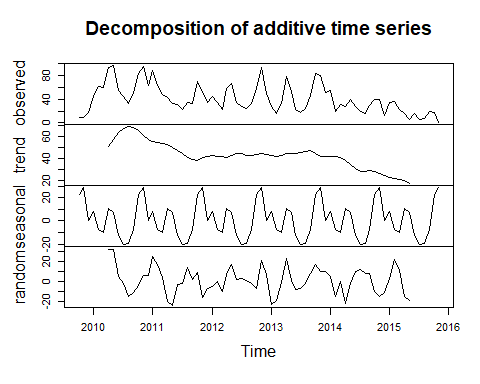 Decomposition of additive time series
observed
0 40 80
trend
20 40 60
seasonal
-20 0 20
random
-20 0 20
2010 2011 2012 2013 2014 2015 2016
Time